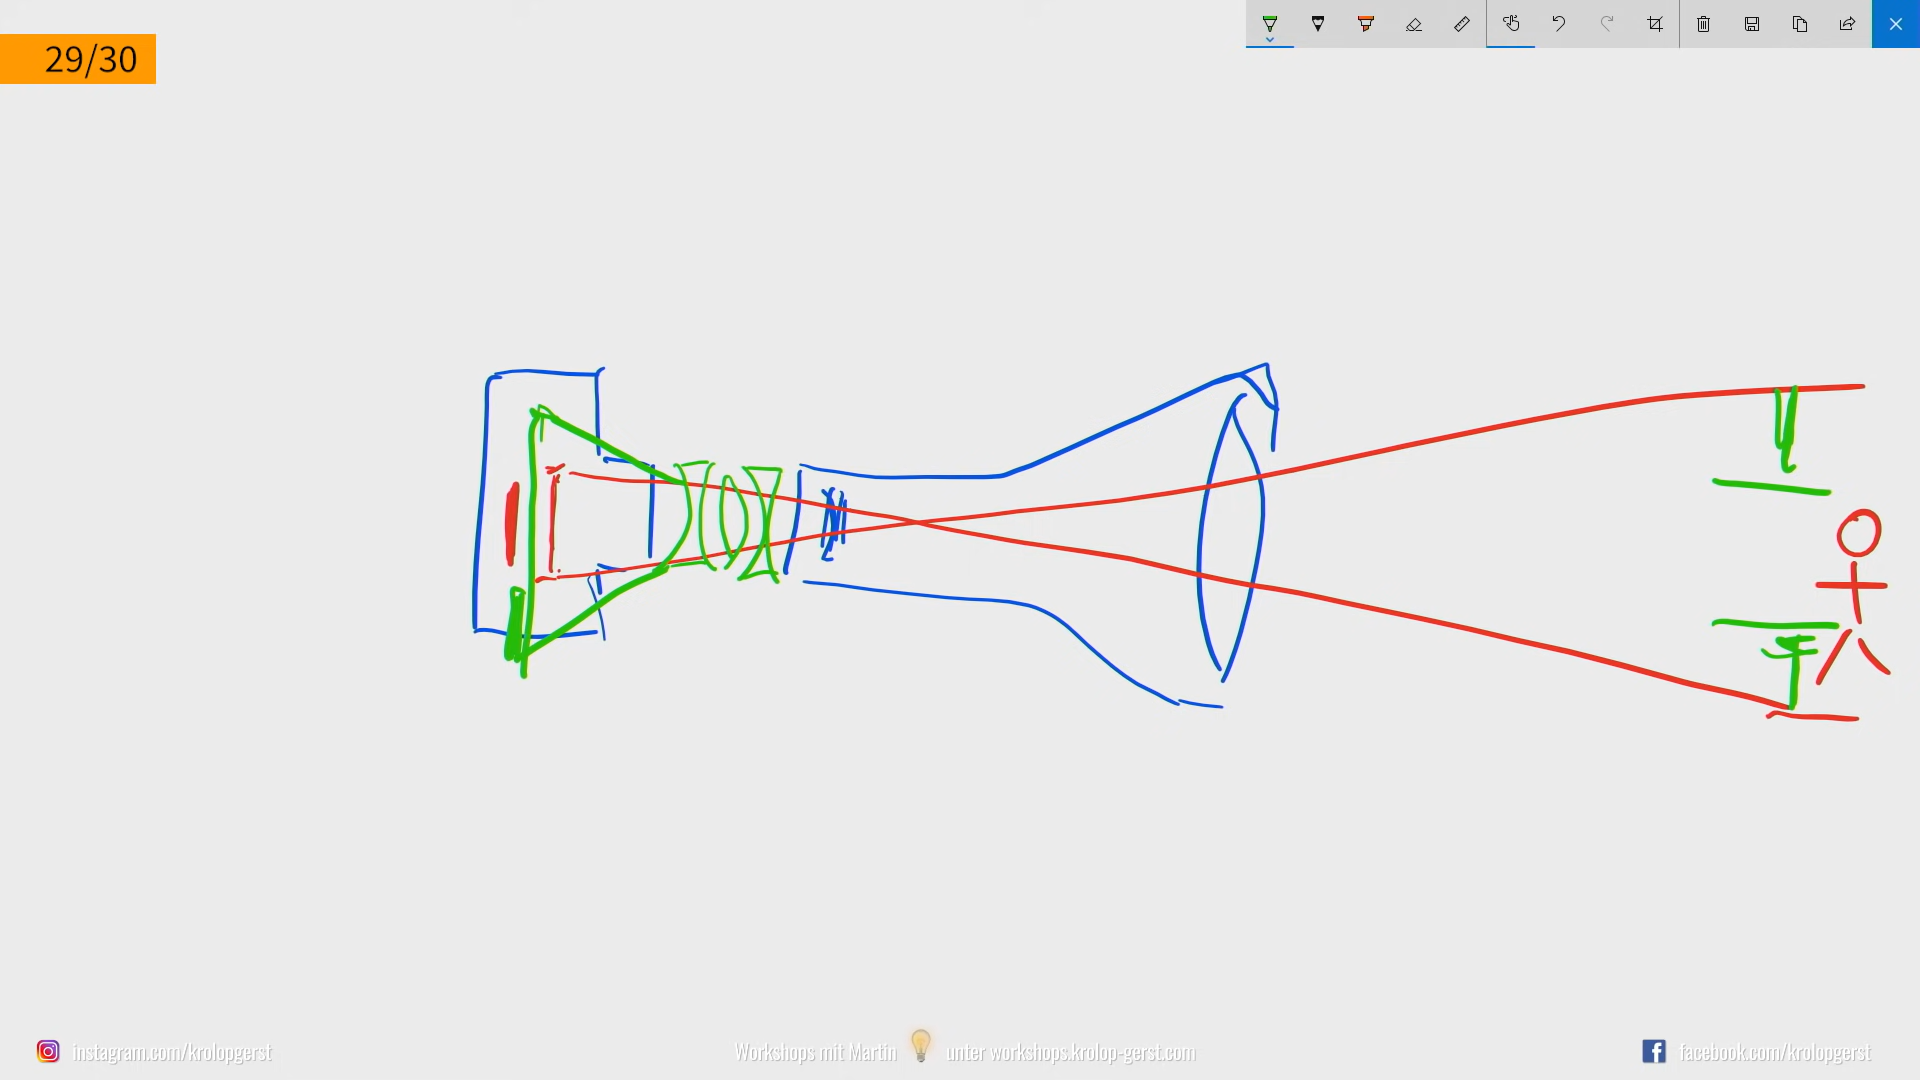 29/30
instagram.com/krolopgerst
Workshops mit Martin unter workshops.krolop-gerst.com
facebook.com/krolopgerst